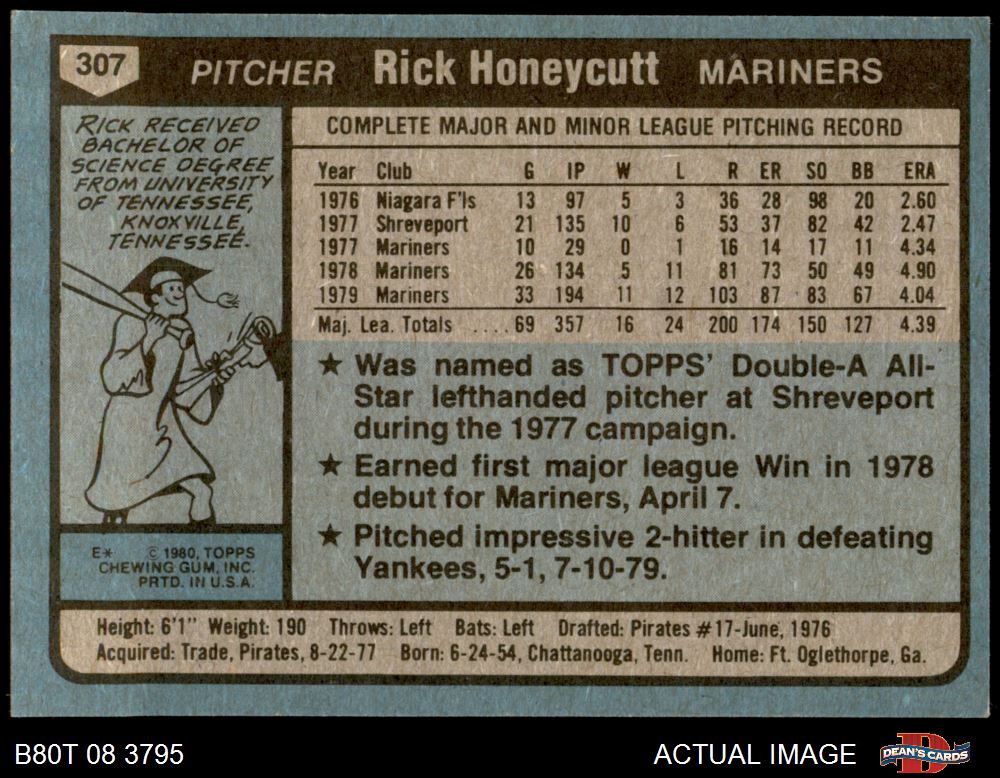 307 PITCHER Rick Honeycutt MARINERS
RICK RECEIVED
BACHELOR OF
SCIENCE DEGREE
FROM UNIVERSITY
OF TENNESSEE,
KNOXVILLE,
TENNESSEE.
COMPLETE MAJOR AND MINOR LEAGUE PITCHING RECORD
Year Club G IP W L R ER SO BB ERA
1976 Niagara F'ls 13 97 5 3 36 28 98 20 2.60
1977 Shreveport 21 135 10 6 53 37 82 42 2.47
1977 Mariners 10 29 0 1 16 14 17 11 4.34
1978 Mariners 26 134 5 11 81 73 50 49 4.90
1979 Mariners 33 194 11 12 103 87 83 67 4.04
Maj. Lea. Totals .... 69 357 16 24 200 174 150 127 4.39
★ Was named as TOPPS' Double-A All-
Star lefthanded pitcher at Shreveport
during the 1977 campaign.
★ Earned first major league Win in 1978
debut for Mariners, April 7.
★ Pitched impressive 2-hitter in defeating
Yankees, 5-1, 7-10-79.
E* © 1980, TOPPS
CHEWING GUM, INC.
PRTD. IN U.S.A.
Height: 6'1" Weight: 190 Throws: Left Bats: Left Drafted: Pirates #17-June, 1976
Acquired: Trade, Pirates, 8-22-77 Born: 6-24-54, Chattanooga, Tenn. Home: Ft. Oglethorpe, Ga.
B80T 08 3795 ACTUAL IMAGE DEAN'S CARDS